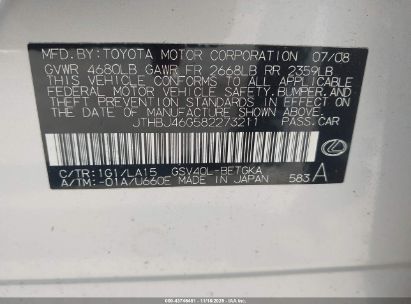 MFD.BY:TOYOTA MOTOR CORPORATION 07/08
GVWR 4680LB GAWR FR 2668LB RR 2359LB
THIS VEHICLE CONFORMS TO ALL APPLICABLE
FEDERAL MOTOR VEHICLE SAFETY,BUMPER,AND
THEFT PREVENTION STANDARDS IN EFFECT ON
THE DATE OF MANUFACTURE SHOWN ABOVE.
JTHBJ46G582273211 PASS.CAR
C/TR:1G1/LA15 GSV40L-BETGKA
A/TM:-01A/U660E MADE IN JAPAN 583 A